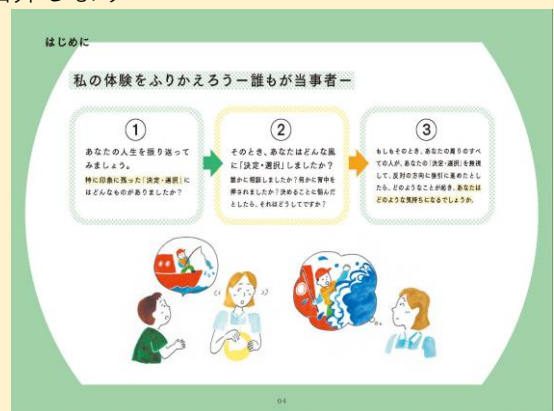 はじめに
私の体験をふりかえろうー誰もが当事者ー
①
あなたの人生を振り返って
みましょう。
特に印象に残った「決定・選択」に
はどんなものがありましたか？
②
そのとき、あなたはどんな風
に「決定・選択」しましたか？
誰かに相談しましたか？何かに背中を
押されましたか？決めることに悩んだ
としたら、それはどうしてですか？
③
もしもそのとき、あなたの周りのすべ
ての人が、あなたの「決定・選択」を無視
して、反対の方向に強引に進めたとし
たら、どのようなことが起き、あなたは
どのような気持ちになるでしょうか。
04